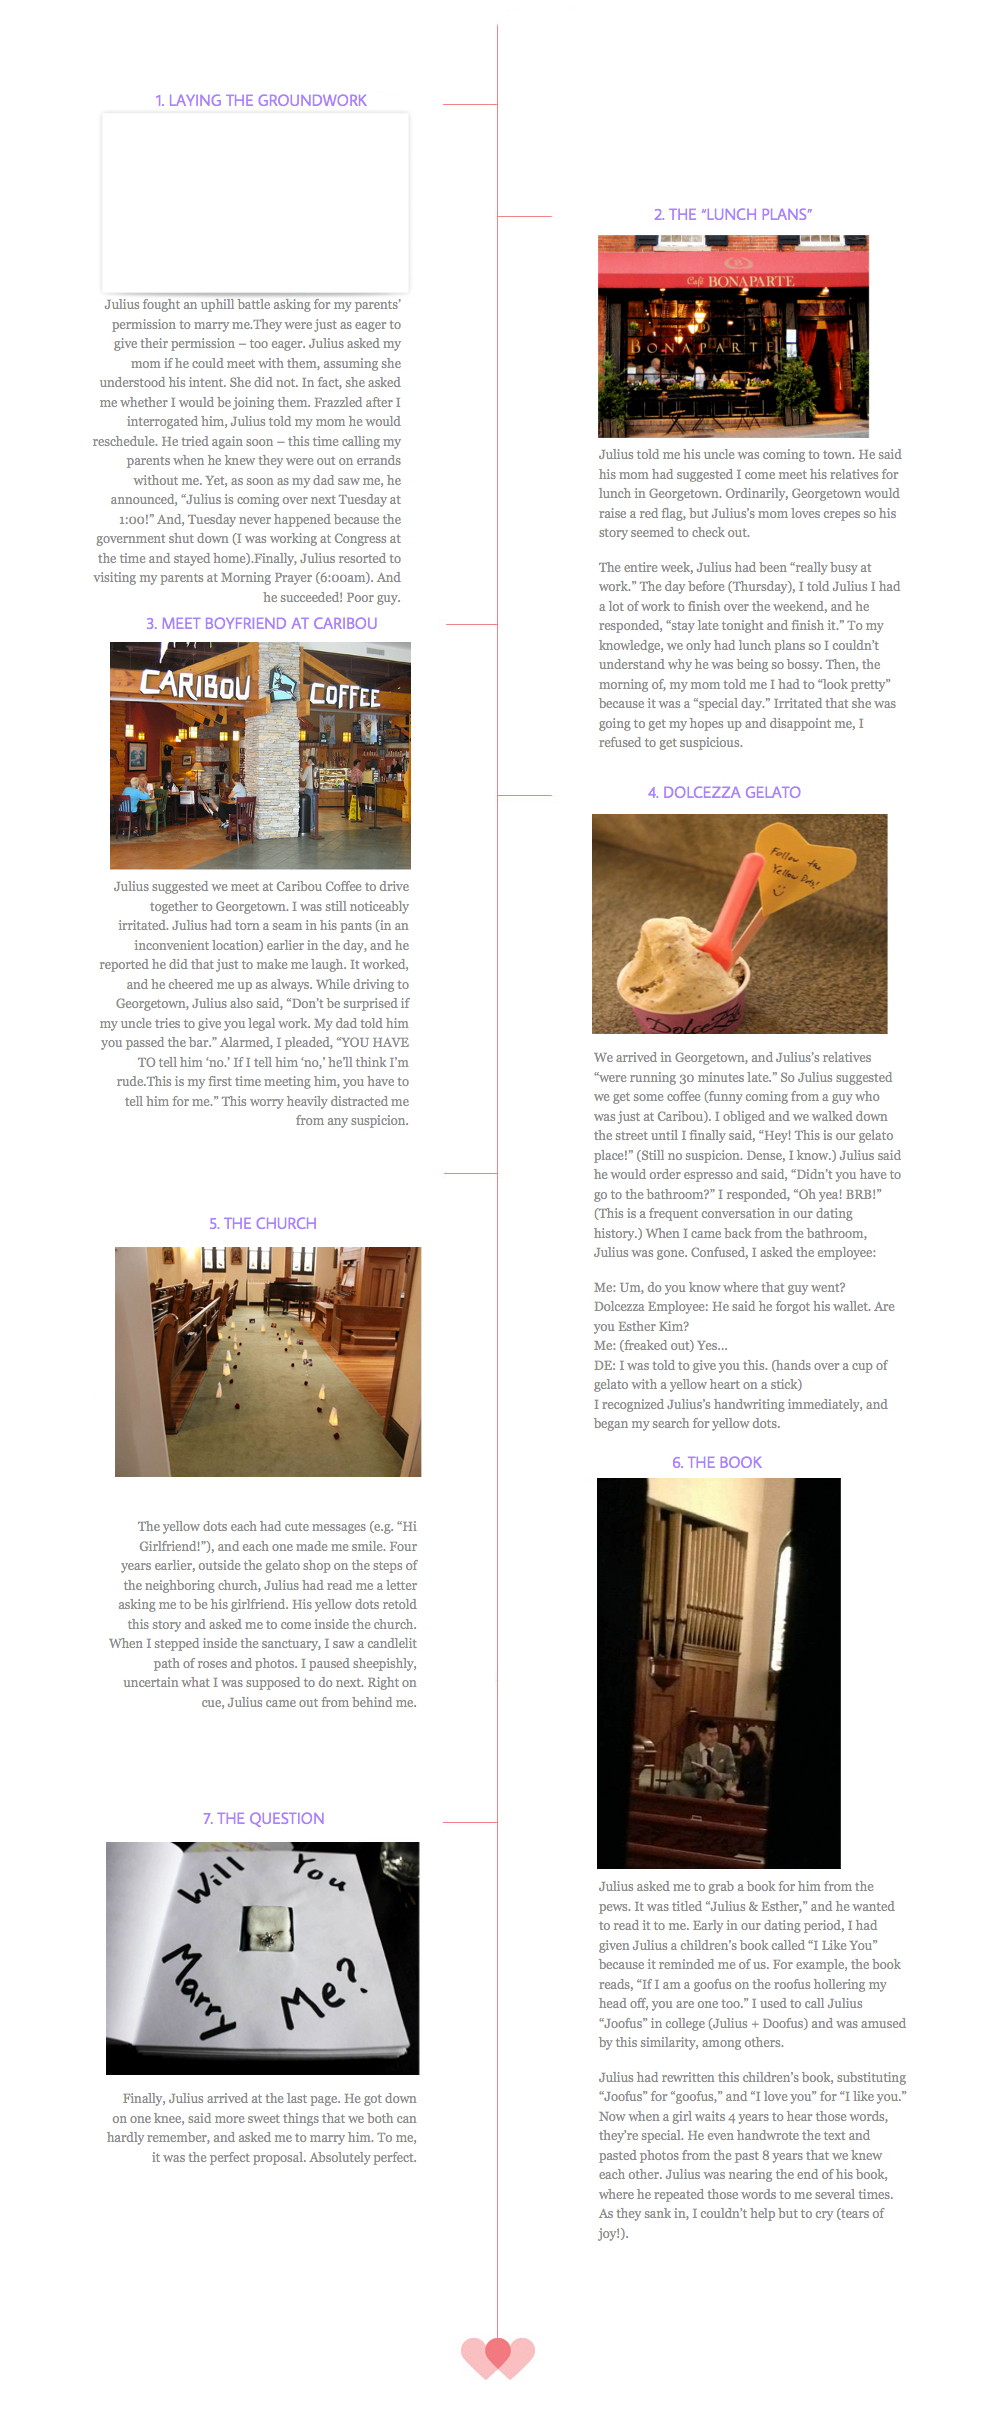 1. LAYING THE GROUNDWORK
Julius fought an uphill battle asking for my parents’
permission to marry me.They were just as eager to
give their permission – too eager. Julius asked my
mom if he could meet with them, assuming she
understood his intent. She did not. In fact, she asked
me whether I would be joining them. Frazzled after I
interrogated him, Julius told my mom he would
reschedule. He tried again soon – this time calling my
parents when he knew they were out on errands
without me. Yet, as soon as my dad saw me, he
announced, “Julius is coming over next Tuesday at
1:00!” And, Tuesday never happened because the
government shut down (I was working at Congress at
the time and stayed home).Finally, Julius resorted to
visiting my parents at Morning Prayer (6:00am). And
he succeeded! Poor guy.
2. THE “LUNCH PLANS”
Café BONAPARTE
BONAPARTE
Julius told me his uncle was coming to town. He said
his mom had suggested I come meet his relatives for
lunch in Georgetown. Ordinarily, Georgetown would
raise a red flag, but Julius’s mom loves crepes so his
story seemed to check out.
The entire week, Julius had been “really busy at
work.” The day before (Thursday), I told Julius I had
a lot of work to finish over the weekend, and he
responded, “stay late tonight and finish it.” To my
knowledge, we only had lunch plans so I couldn’t
understand why he was being so bossy. Then, the
morning of, my mom told me I had to “look pretty”
because it was a “special day.” Irritated that she was
going to get my hopes up and disappoint me, I
refused to get suspicious.
3. MEET BOYFRIEND AT CARIBOU
CARIBOU COFFEE
Julius suggested we meet at Caribou Coffee to drive
together to Georgetown. I was still noticeably
irritated. Julius had torn a seam in his pants (in an
inconvenient location) earlier in the day, and he
reported he did that just to make me laugh. It worked,
and he cheered me up as always. While driving to
Georgetown, Julius also said, “Don’t be surprised if
my uncle tries to give you legal work. My dad told him
you passed the bar.” Alarmed, I pleaded, “YOU HAVE
TO tell him ‘no.’ If I tell him ‘no,’ he’ll think I’m
rude.This is my first time meeting him, you have to
tell him for me.” This worry heavily distracted me
from any suspicion.
4. DOLCEZZA GELATO
Follow the
Yellow Dots!
Dolcezza
We arrived in Georgetown, and Julius’s relatives
“were running 30 minutes late.” So Julius suggested
we get some coffee (funny coming from a guy who
was just at Caribou). I obliged and we walked down
the street until I finally said, “Hey! This is our gelato
place!” (Still no suspicion. Dense, I know.) Julius said
he would order espresso and said, “Didn’t you have to
go to the bathroom?” I responded, “Oh yea! BRB!”
(This is a frequent conversation in our dating
history.) When I came back from the bathroom,
Julius was gone. Confused, I asked the employee:
Me: Um, do you know where that guy went?
Dolcezza Employee: He said he forgot his wallet. Are
you Esther Kim?
Me: (freaked out) Yes...
DE: I was told to give you this. (hands over a cup of
gelato with a yellow heart on a stick)
I recognized Julius’s handwriting immediately, and
began my search for yellow dots.
5. THE CHURCH
The yellow dots each had cute messages (e.g. “Hi
Girlfriend!”), and each one made me smile. Four
years earlier, outside the gelato shop on the steps of
the neighboring church, Julius had read me a letter
asking me to be his girlfriend. His yellow dots retold
this story and asked me to come inside the church.
When I stepped inside the sanctuary, I saw a candlelit
path of roses and photos. I paused sheepishly,
uncertain what I was supposed to do next. Right on
cue, Julius came out from behind me.
6. THE BOOK
Julius asked me to grab a book for him from the
pews. It was titled “Julius & Esther,” and he wanted
to read it to me. Early in our dating period, I had
given Julius a children’s book called “I Like You”
because it reminded me of us. For example, the book
reads, “If I am a goofus on the roofus hollering my
head off, you are one too.” I used to call Julius
“Joofus” in college (Julius + Doofus) and was amused
by this similarity, among others.
Julius had rewritten this children’s book, substituting
“Joofus” for “goofus,” and “I love you” for “I like you.”
Now when a girl waits 4 years to hear those words,
they’re special. He even handwrote the text and
pasted photos from the past 8 years that we knew
each other. Julius was nearing the end of his book,
where he repeated those words to me several times.
As they sank in, I couldn’t help but to cry (tears of
joy!).
7. THE QUESTION
Will You
Marry Me?
Finally, Julius arrived at the last page. He got down
on one knee, said more sweet things that we both can
hardly remember, and asked me to marry him. To me,
it was the perfect proposal. Absolutely perfect.